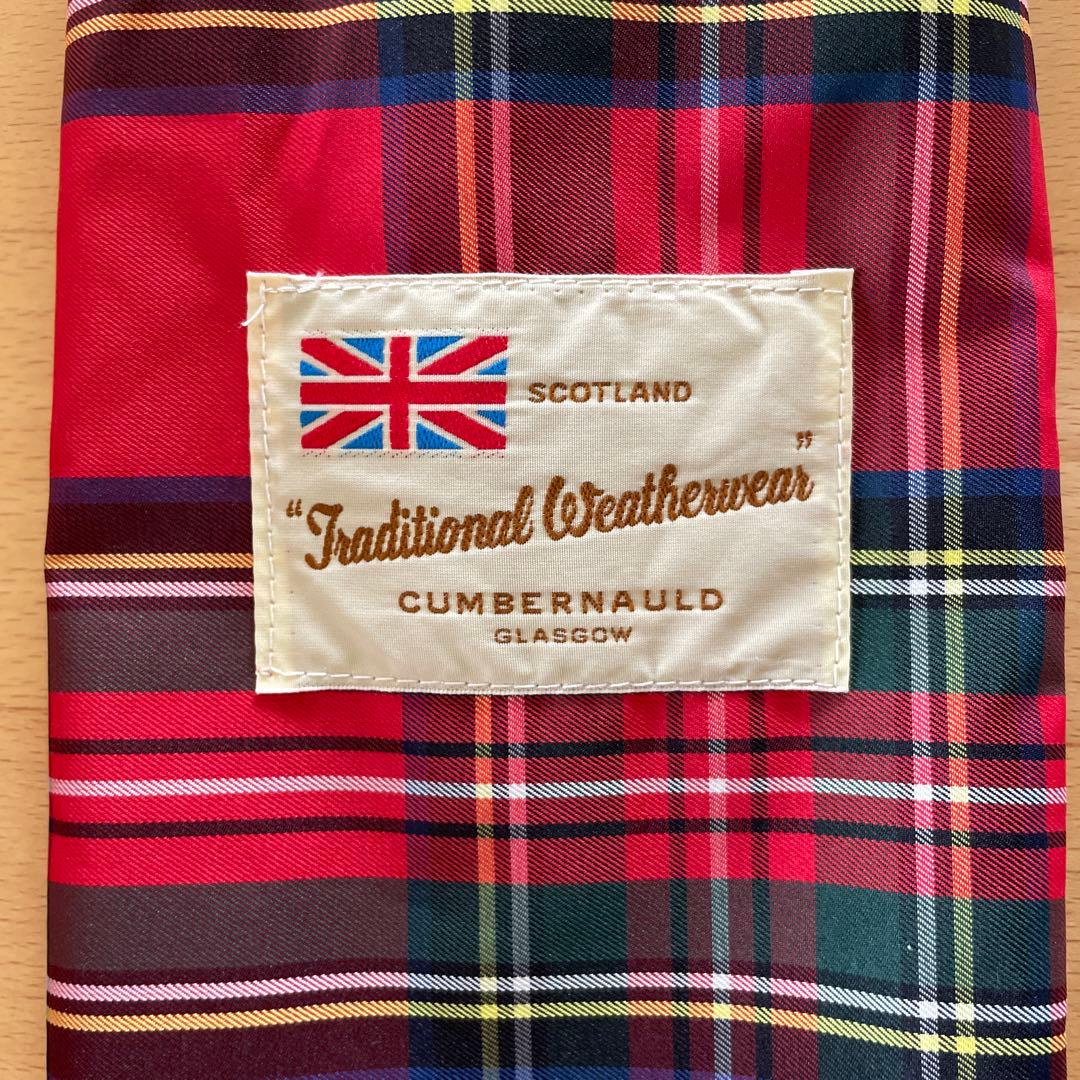 SCOTLAND
"Traditional Weatherwear"
CUMBERNAULD
GLASGOW